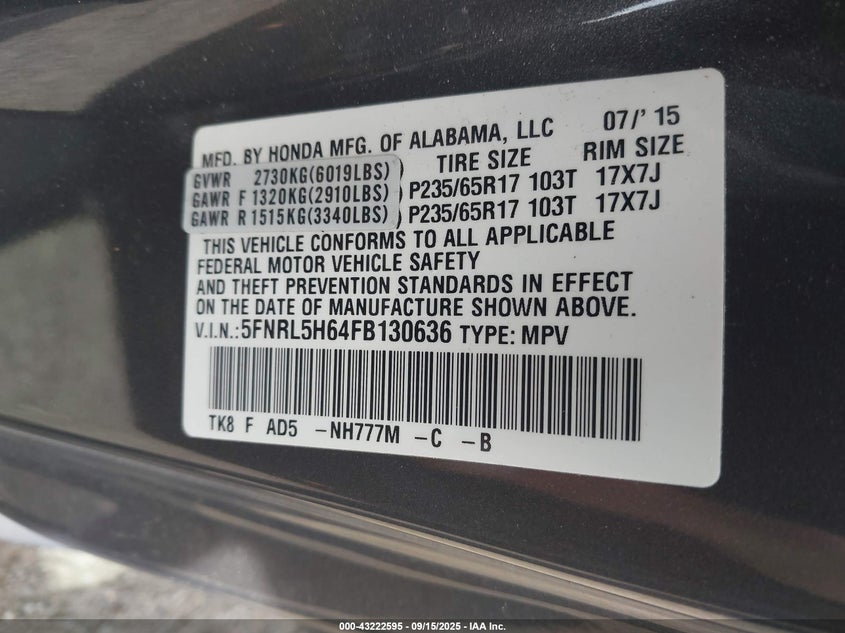 MFD. BY HONDA MFG. OF ALABAMA, LLC 07/' 15
GVWR 2730KG(6019LBS) TIRE SIZE RIM SIZE
GAWR F 1320KG(2910LBS) P235/65R17 103T 17X7J
GAWR R 1515KG(3340LBS) P235/65R17 103T 17X7J
THIS VEHICLE CONFORMS TO ALL APPLICABLE
FEDERAL MOTOR VEHICLE SAFETY
AND THEFT PREVENTION STANDARDS IN EFFECT
ON THE DATE OF MANUFACTURE SHOWN ABOVE.
V.I.N.:5FNRL5H64FB130636 TYPE: MPV
TK8 F AD5 -NH777M -C -B
000-43222595 - 09/15/2025 - IAA Inc.